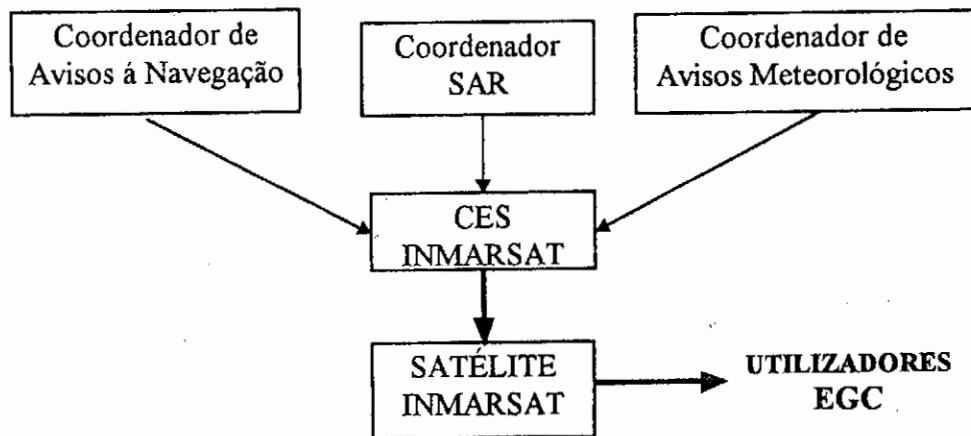 Coordenador de
Avisos á Navegação
Coordenador
SAR
Coordenador de
Avisos Meteorológicos
CES
INMARSAT
SATÉLITE
INMARSAT
UTILIZADORES
EGC